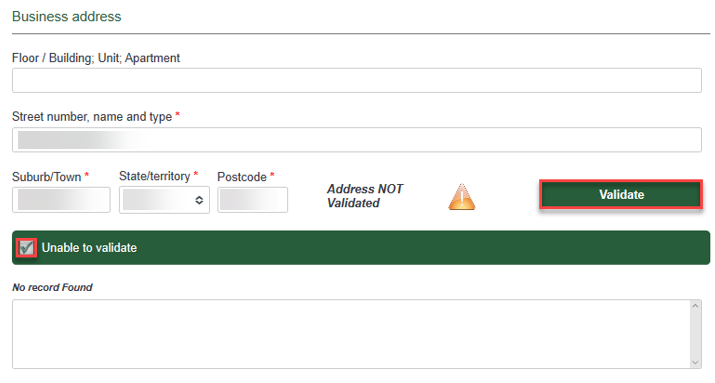 Business address
Floor / Building; Unit; Apartment
Street number, name and type *
Suburb/Town * State/territory * Postcode *
Address NOT
Validated
Validate
Unable to validate
No record Found